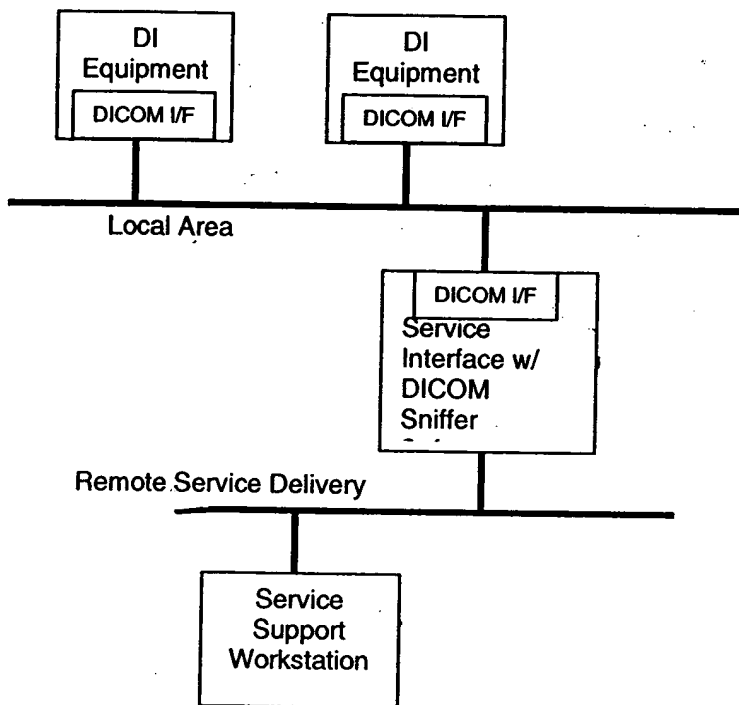 DI
Equipment
DICOM I/F
DI
Equipment
DICOM I/F
Local Area
DICOM I/F
Service
Interface w/
DICOM
Sniffer
Remote Service Delivery
Service
Support
Workstation